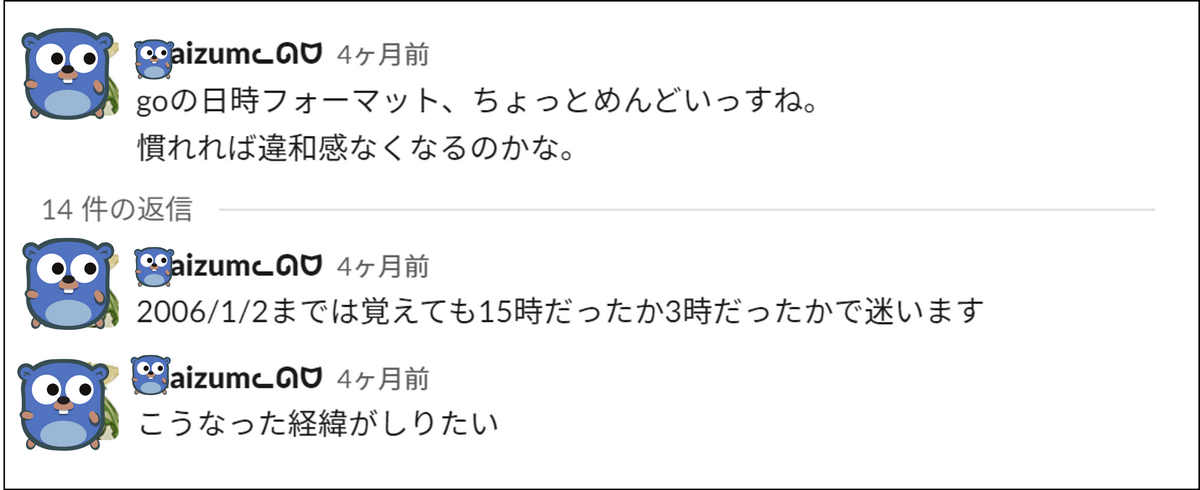 aizumᓚᘏᗢ 4ヶ月前
goの日時フォーマット、ちょっとめんどいっすね。
慣れれば違和感なくなるのかな。
14 件の返信
aizumᓚᘏᗢ 4ヶ月前
2006/1/2までは覚えても15時だったか3時だったかで迷います
aizumᓚᘏᗢ 4ヶ月前
こうなった経緯がしりたい